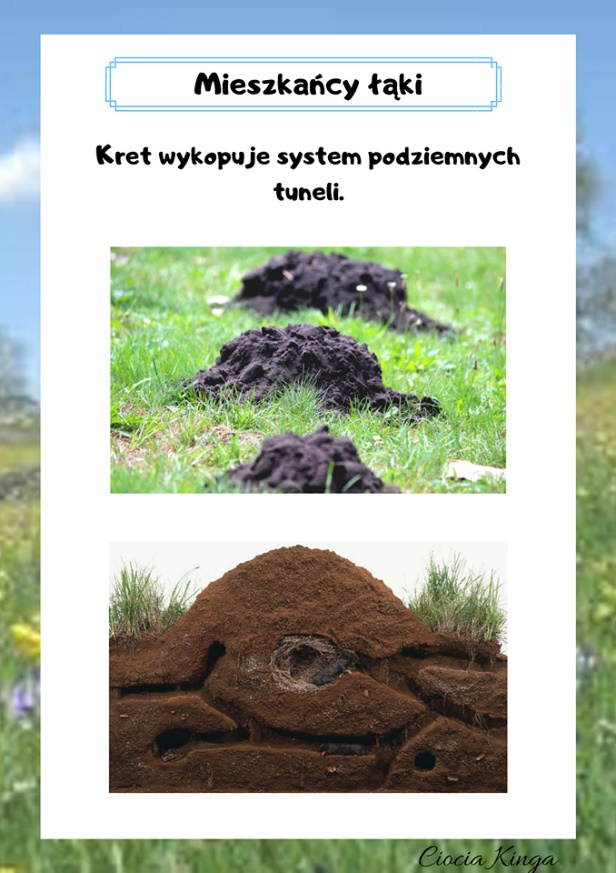 Mieszkańcy łąki
Kret wykopuje system podziemnych
tuneli.
Ciocia Kinga